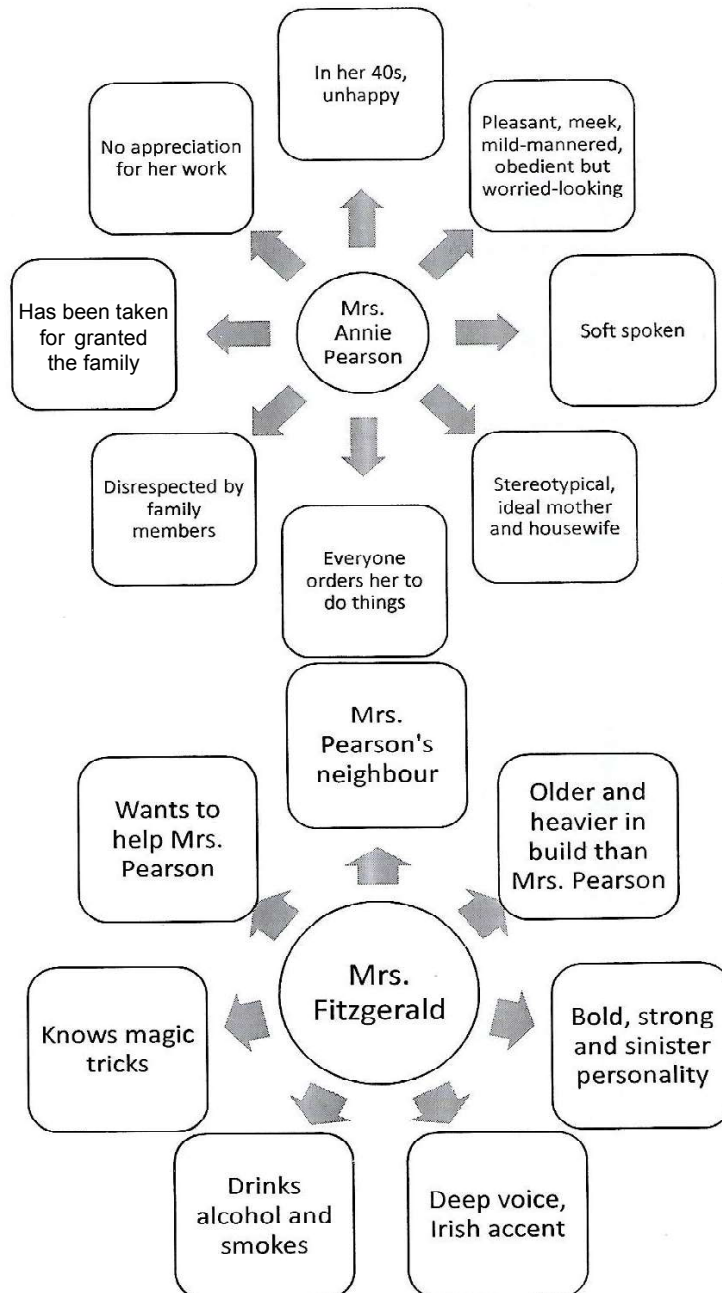 In her 40s,
unhappy
No appreciation
for her work
Pleasant, meek,
mild-mannered,
obedient but
worried-looking
Has been taken
for granted
the family
Mrs.
Annie
Pearson
Soft spoken
Disrespected by
family
members
Stereotypical,
ideal mother
and housewife
Everyone
orders her to
do things
Mrs.
Pearson's
neighbour
Wants to
help Mrs.
Pearson
Older and
heavier in
build than
Mrs. Pearson
Mrs.
Fitzgerald
Knows magic
tricks
Bold, strong
and sinister
personality
Drinks
alcohol and
smokes
Deep voice,
Irish accent